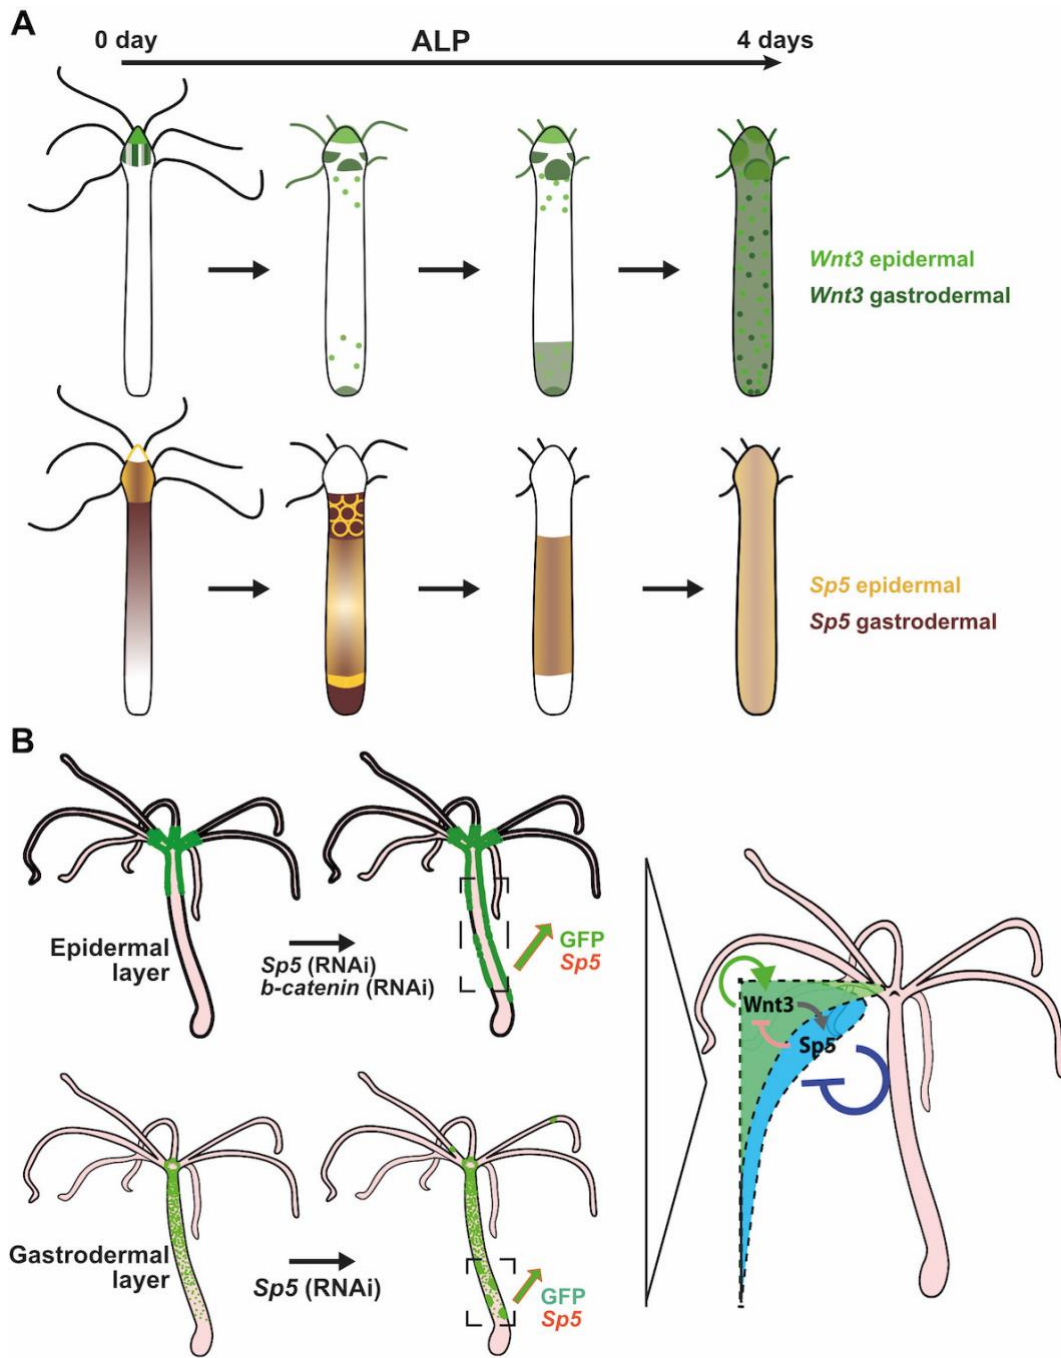 A
0 day
ALP
4 days
Wnt3 epidermal
Wnt3 gastrodermal
Sp5 epidermal
Sp5 gastrodermal
B
Epidermal
layer
Sp5 (RNAi)
b-catenin (RNAi)
GFP
Sp5
Gastrodermal
layer
Sp5 (RNAi)
GFP
Sp5
Wnt3
Sp5